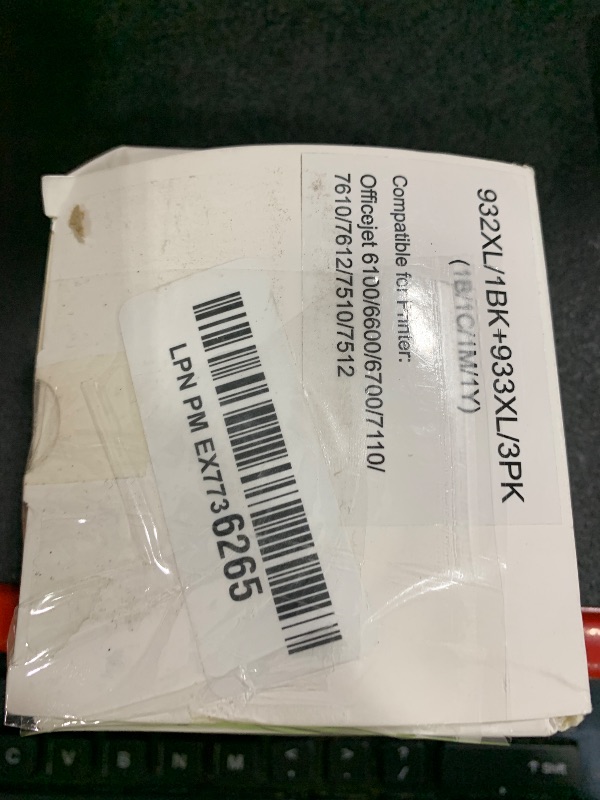 932XL/1BK+933XL/3PK
(1B/1C/1M/1Y)
Compatible for Printer:
Officejet 6100/6600/6700/7110/
7610/7612/7510/7512
LPN PM EX7736265
C V B N M < , > . ? /